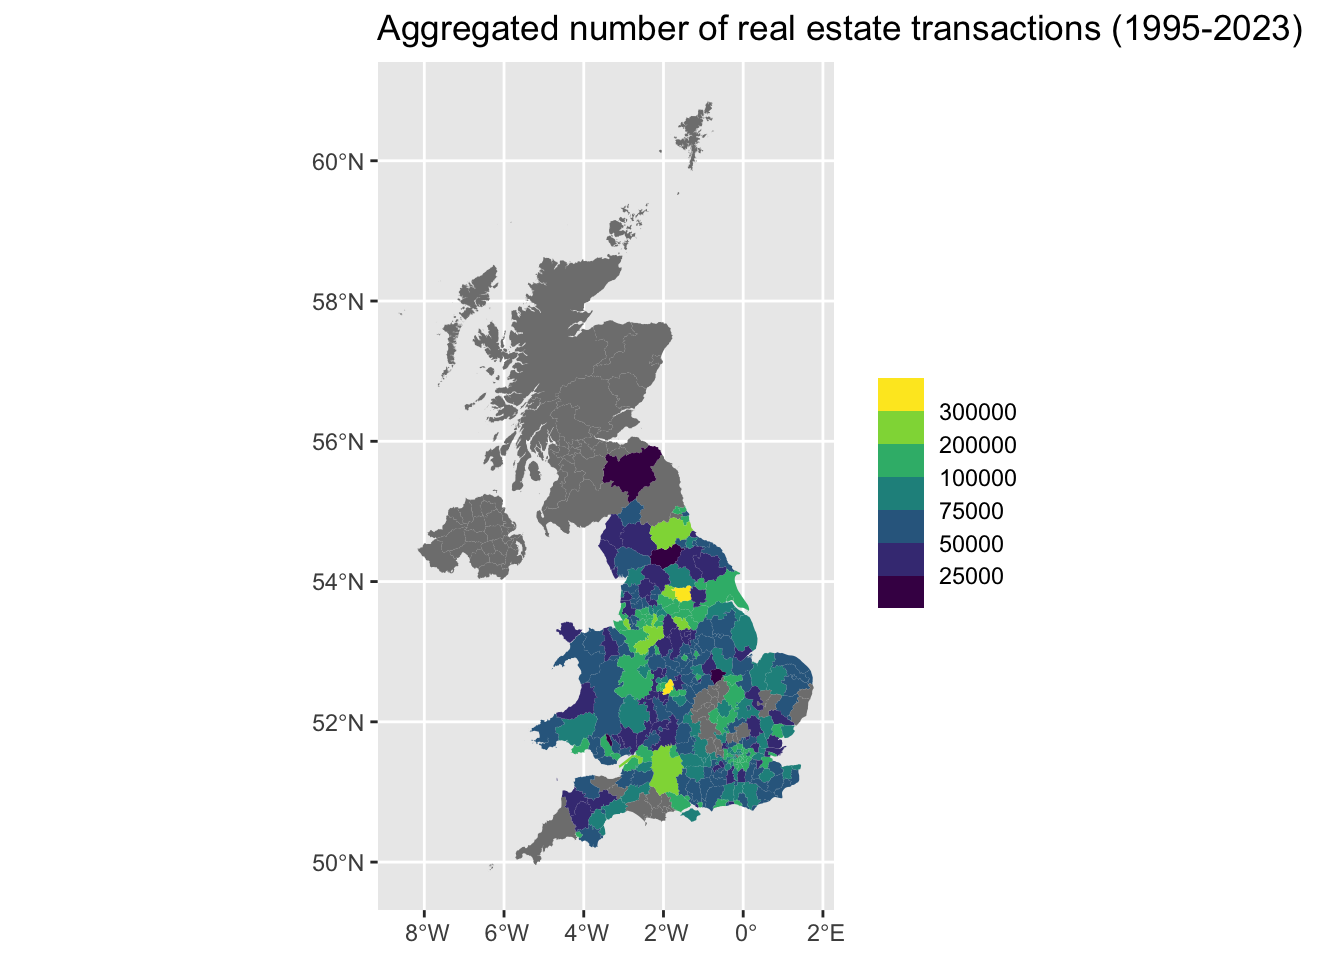 Aggregated number of real estate transactions (1995-2023)
60°N
58°N
56°N
54°N
52°N
50°N
8°W 6°W 4°W 2°W 0° 2°E
300000
200000
100000
75000
50000
25000